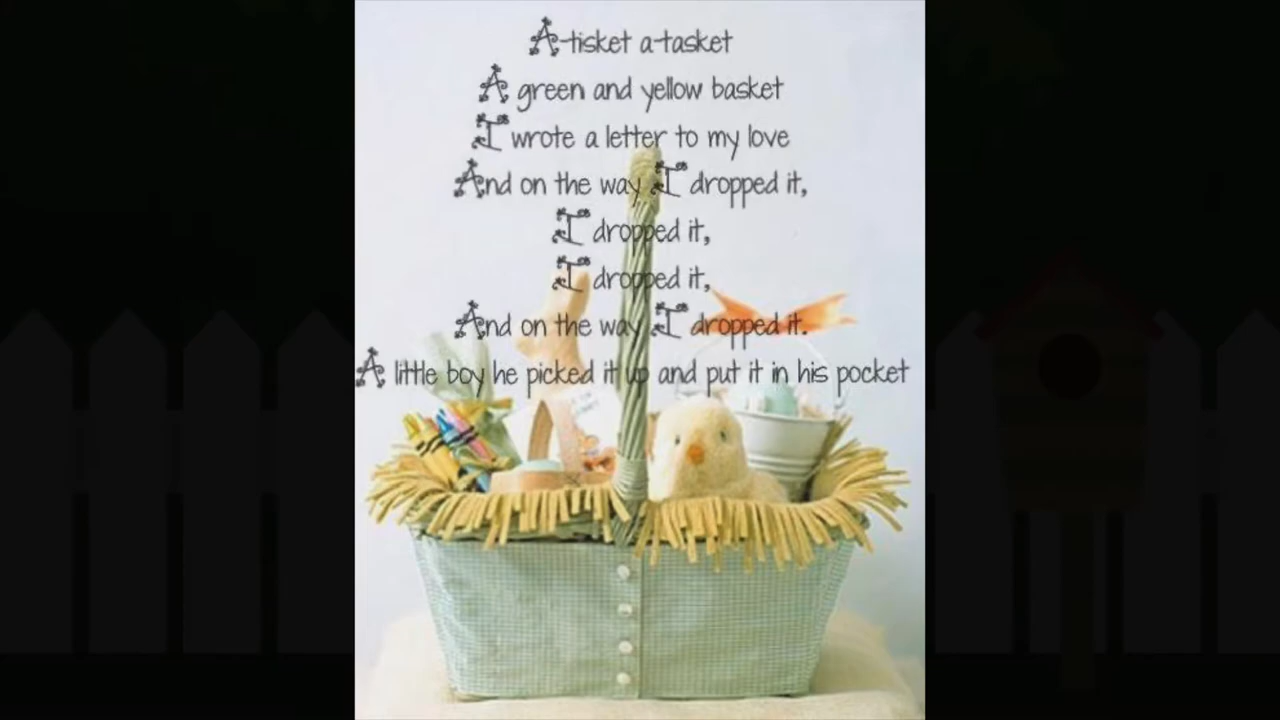 A-tisket a-tasket
A green and yellow basket
I wrote a letter to my love
And on the way I dropped it,
I dropped it,
I dropped it,
And on the way I dropped it.
A little boy he picked it up and put it in his pocket